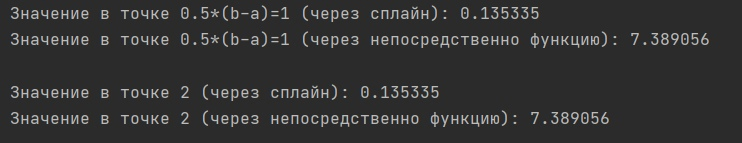 Значение в точке 0.5*(b-a)=1 (через сплайн): 0.135335
Значение в точке 0.5*(b-a)=1 (через непосредственно функцию): 7.389056
Значение в точке 2 (через сплайн): 0.135335
Значение в точке 2 (через непосредственно функцию): 7.389056